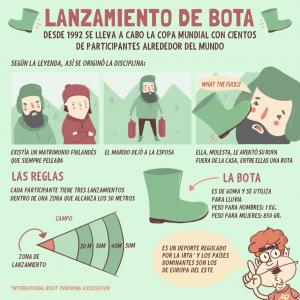 LANZAMIENTO DE BOTA
DESDE 1992 SE LLEVA A CABO LA COPA MUNDIAL CON CIENTOS
DE PARTICIPANTES ALREDEDOR DEL MUNDO
SEGÚN LA LEYENDA, ASÍ SE ORIGINÓ LA DISCIPLINA:
WHAT THE FUCK!!
EXISTÍA UN MATRIMONIO FINLANDÉS
QUE SIEMPRE PELEABA
EL MARIDO DEJÓ A LA ESPOSA
ELLA, MOLESTA, LE AVENTÓ SU ROPA
FUERA DE LA CASA, ENTRE ELLAS UNA BOTA
LAS REGLAS
CADA PARTICIPANTE TIENE TRES LANZAMIENTOS
DENTRO DE UNA ZONA QUE ALCANZA LOS 50 METROS
CAMPO
20 M
30M
40M
50M
ZONA DE
LANZAMIENTO
LA BOTA
ES DE GOMA Y SE UTILIZA
PARA LLUVIA
PESO PARA HOMBRES: 1 KG.
PESO PARA MUJERES: 850 GR.
ES UN DEPORTE REGULADO
POR LA IBTA* Y LOS PAÍSES
DOMINANTES SON LOS
DE EUROPA DEL ESTE
*INTERNATIONAL BOOT THROWING ASSOCIATION